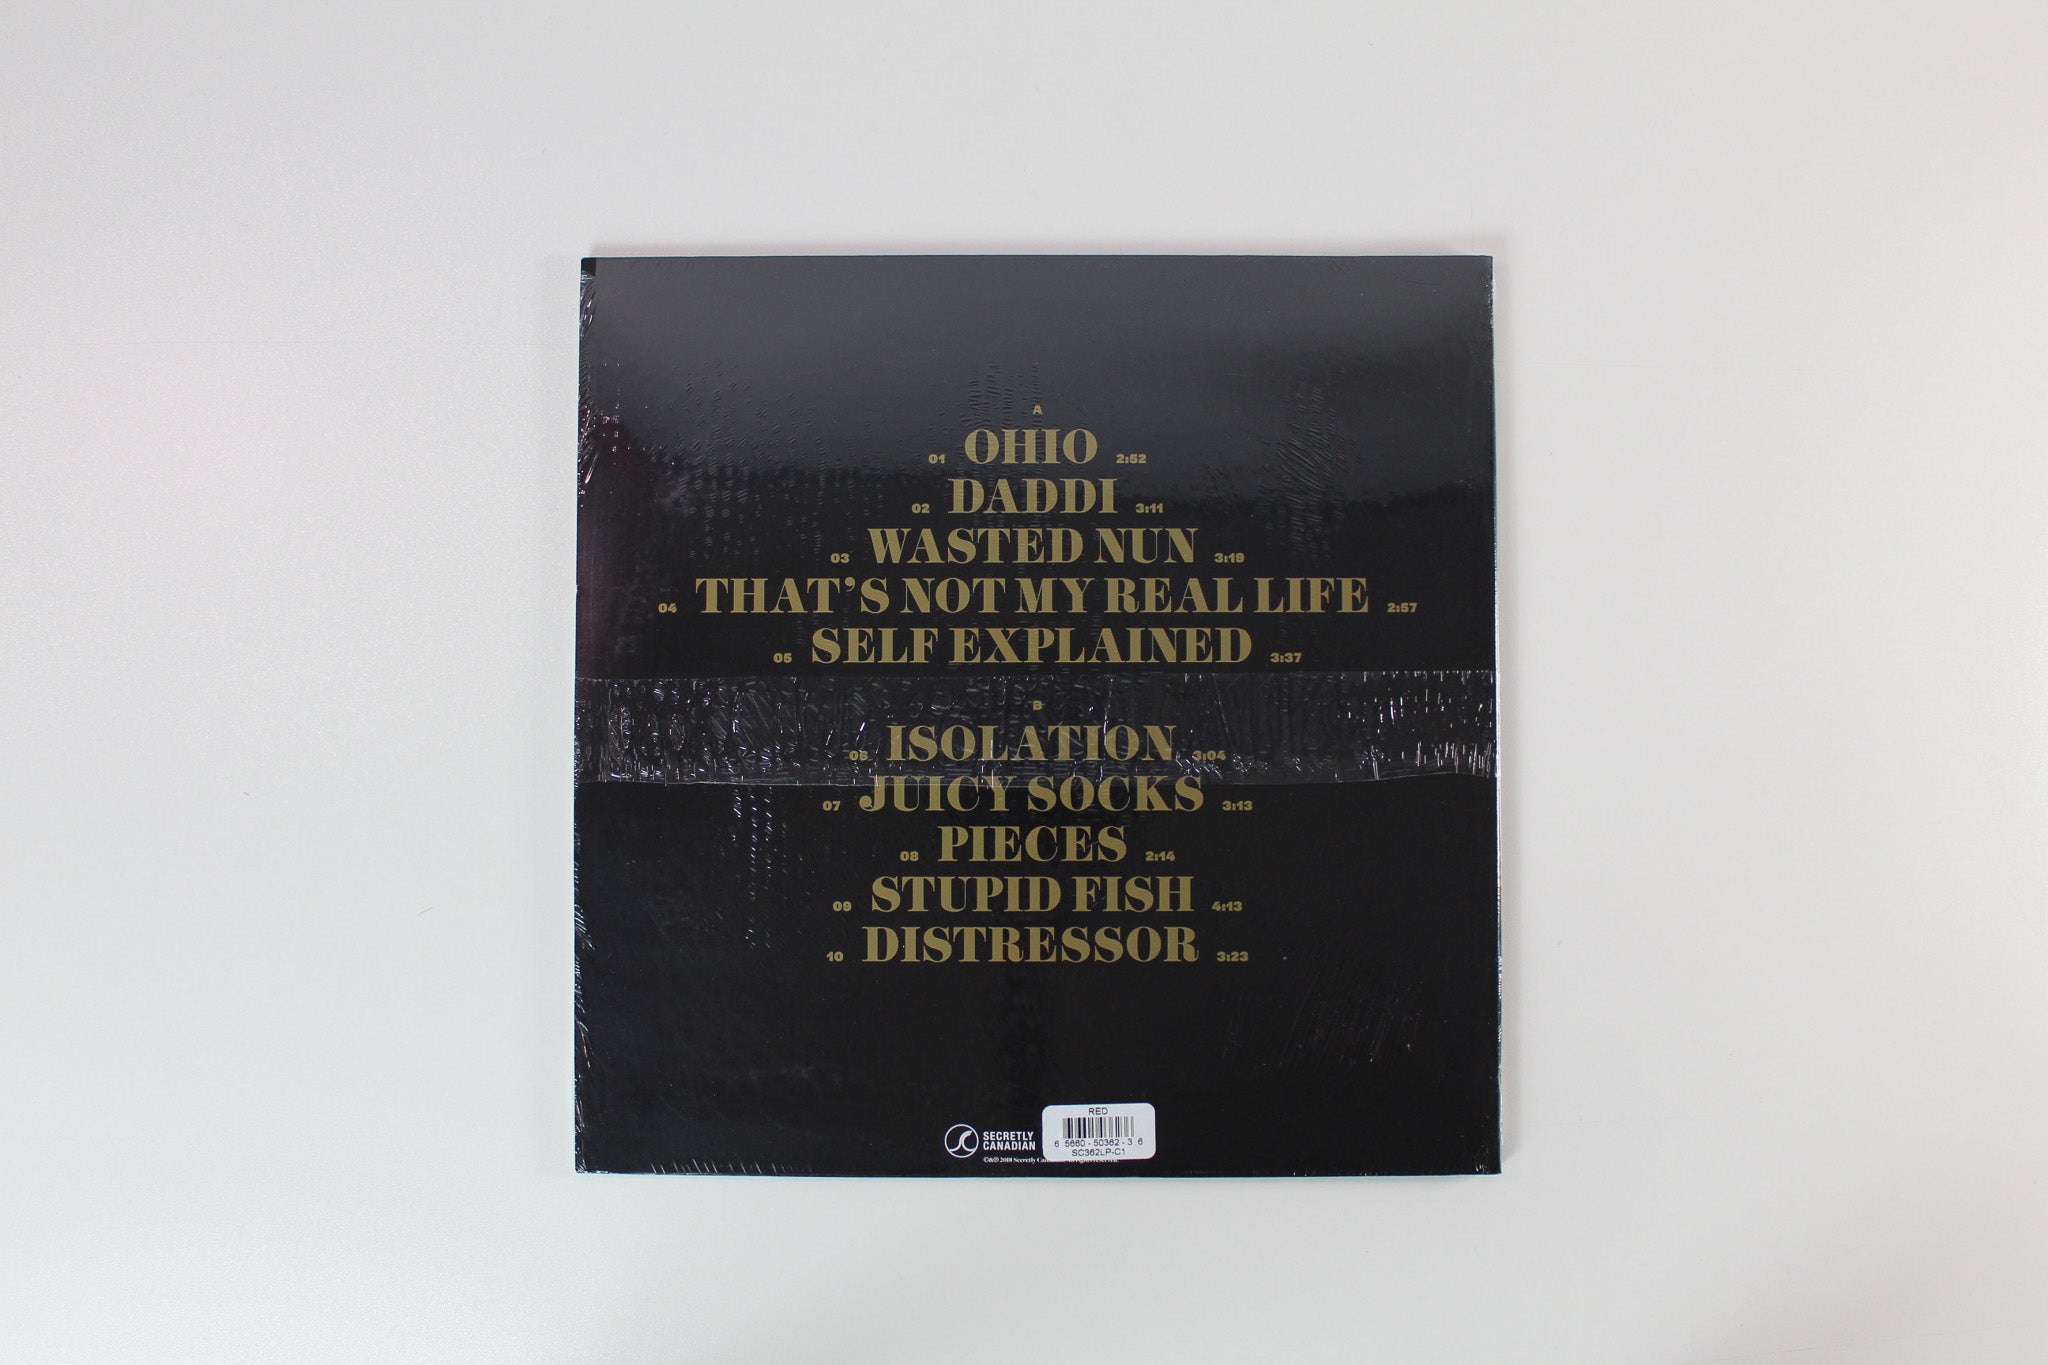 A
01 OHIO 2:52
02 DADDI 3:11
03 WASTED NUN 3:19
04 THAT'S NOT MY REAL LIFE 2:57
05 SELF EXPLAINED 3:37
B
06 ISOLATION 3:04
07 JUICY SOCKS 3:13
08 PIECES 2:14
09 STUPID FISH 4:13
10 DISTRESSOR 3:23
SECRETLY
CANADIAN
RED
6 5660-50362-3 6
SC362LP-C1
©&℗ 2018 Secretly